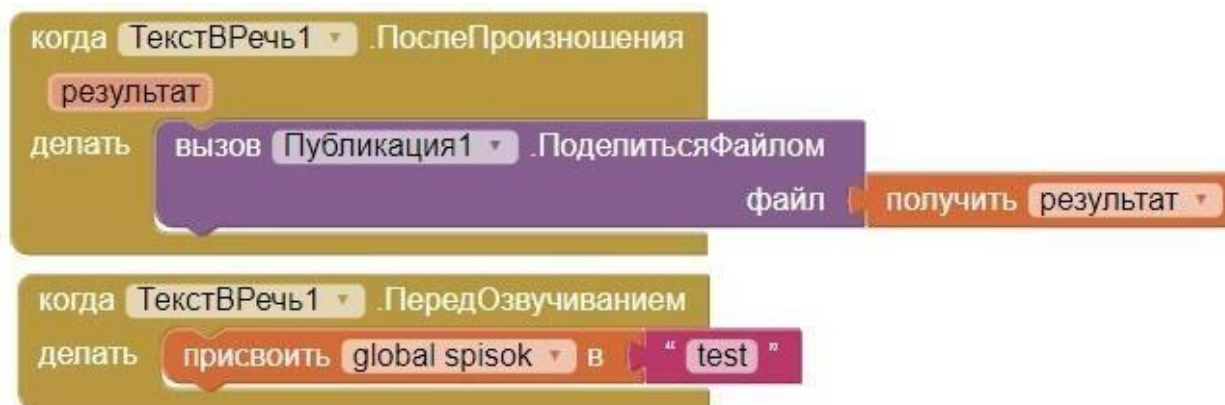 когда ТекстВРечь1 .ПослеПроизношения
результат
делать вызов Публикация1 .ПоделитьсяФайлом
файл получить результат
когда ТекстВРечь1 .ПередОзвучиванием
делать присвоить global spisok в " test "